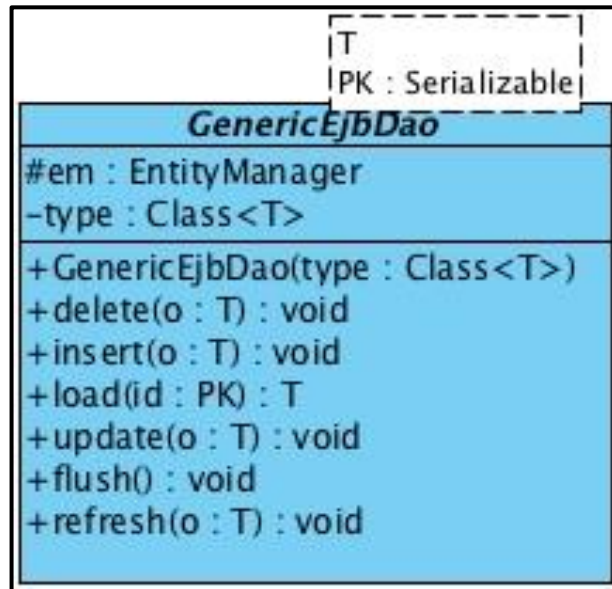 T
PK : Serializable
GenericEjbDao
#em : EntityManager
-type : Class<T>
+GenericEjbDao(type : Class<T>)
+delete(o : T) : void
+insert(o : T) : void
+load(id : PK) : T
+update(o : T) : void
+flush() : void
+refresh(o : T) : void